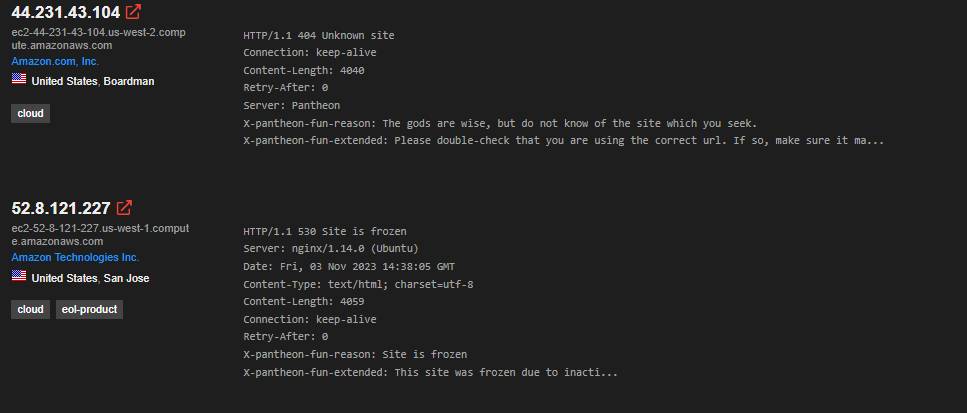 44.231.43.104
ec2-44-231-43-104.us-west-2.comp
ute.amazonaws.com
Amazon.com, Inc.
United States, Boardman
cloud
HTTP/1.1 404 Unknown site
Connection: keep-alive
Content-Length: 4040
Retry-After: 0
Server: Pantheon
X-pantheon-fun-reason: The gods are wise, but do not know of the site which you seek.
X-pantheon-fun-extended: Please double-check that you are using the correct url. If so, make sure it ma...
52.8.121.227
ec2-52-8-121-227.us-west-1.comput
e.amazonaws.com
Amazon Technologies Inc.
United States, San Jose
cloud eol-product
HTTP/1.1 530 Site is frozen
Server: nginx/1.14.0 (Ubuntu)
Date: Fri, 03 Nov 2023 14:38:05 GMT
Content-Type: text/html; charset=utf-8
Content-Length: 4059
Connection: keep-alive
Retry-After: 0
X-pantheon-fun-reason: Site is frozen
X-pantheon-fun-extended: This site was frozen due to inacti...